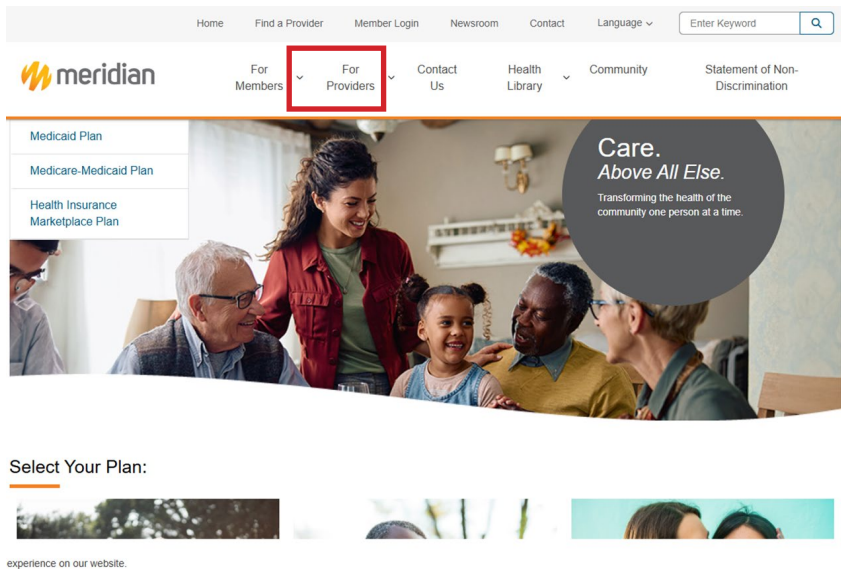 Home Find a Provider Member Login Newsroom Contact Language Enter Keyword
meridian
For Members
For Providers
Contact Us
Health Library
Community
Statement of Non-Discrimination
Medicaid Plan
Medicare-Medicaid Plan
Health Insurance
Marketplace Plan
Care.
Above All Else.
Transforming the health of the
community one person at a time.
Select Your Plan:
experience on our website.